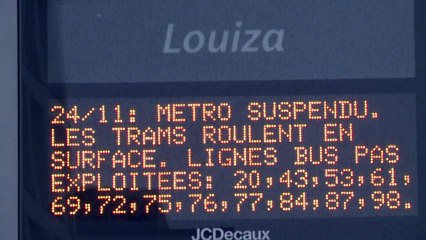 Louiza
24/11: METRO SUSPENDU.
LES TRAMS ROULENT EN
SURFACE. LIGNES BUS PAS
EXPLOITEES: 20,43,53,61,
69,72,75,76,77,84,87,98.
JCDecaux